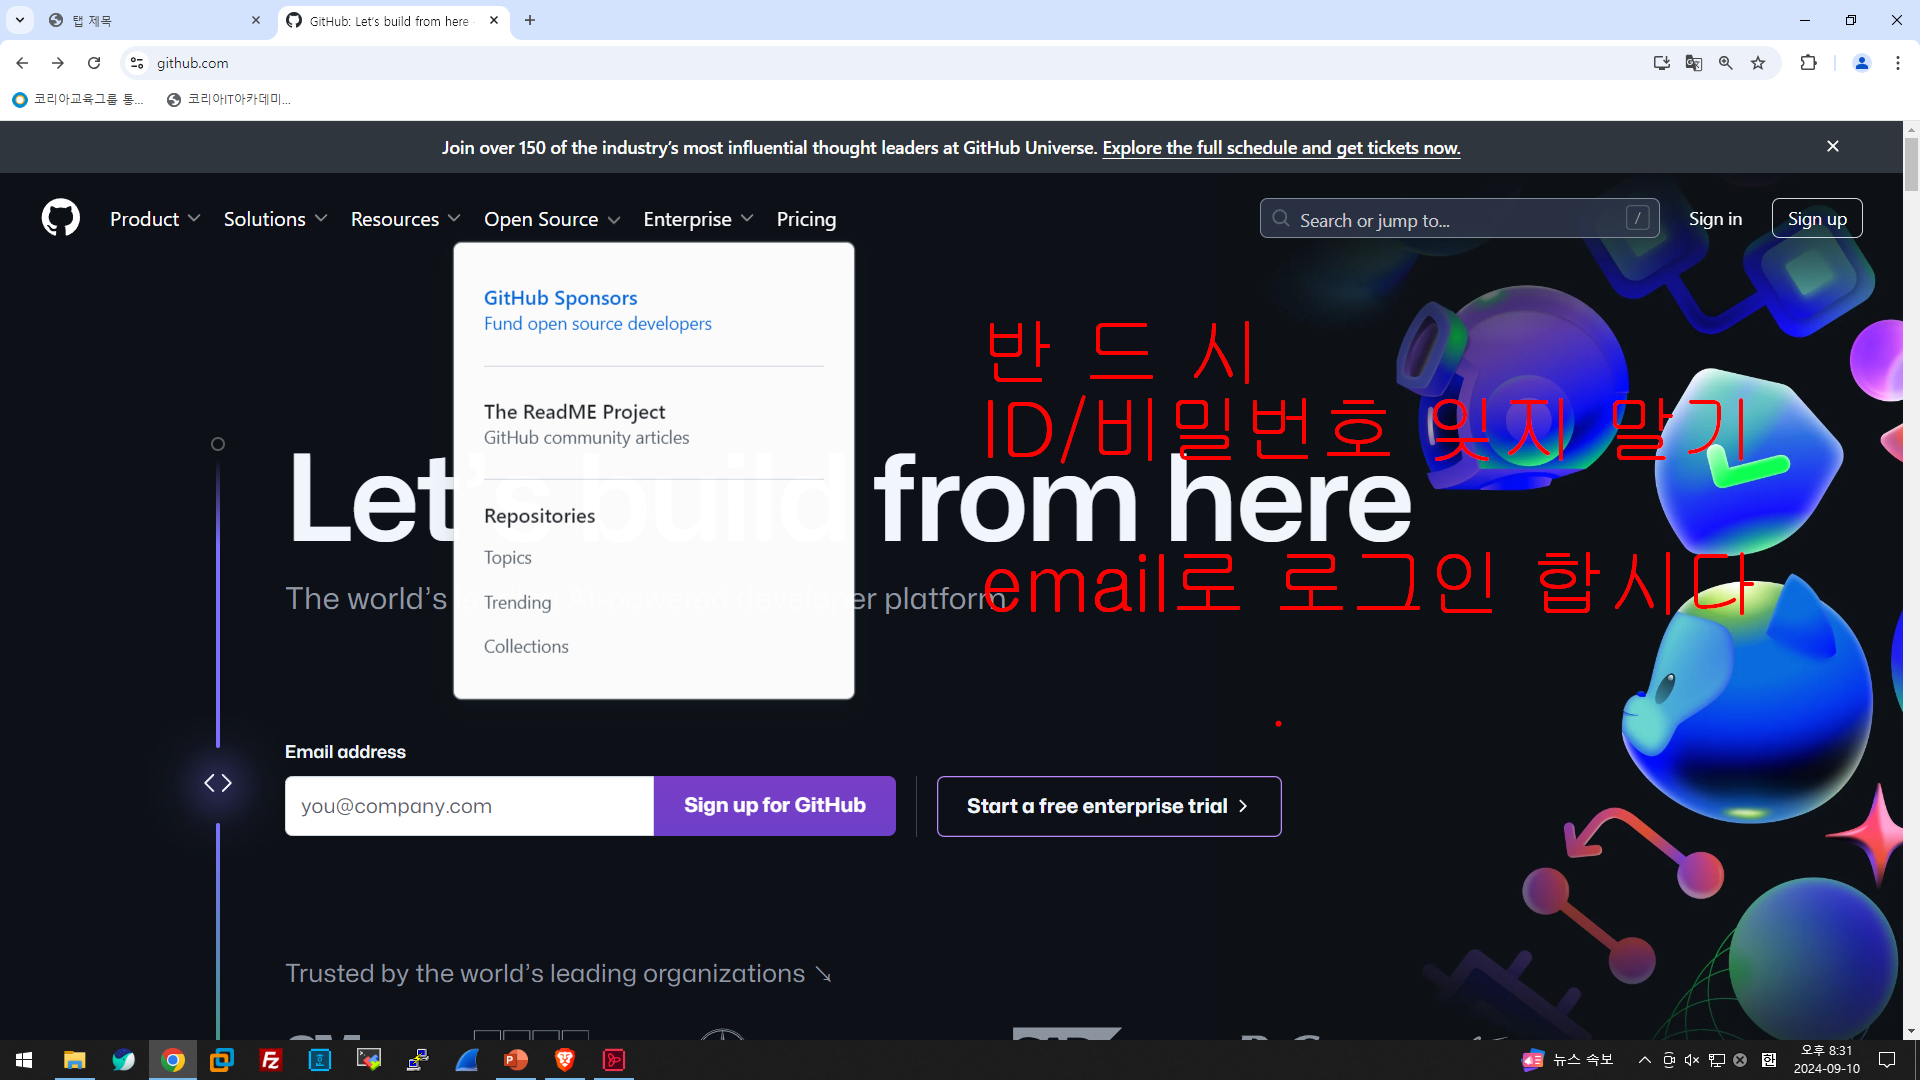 탭 제목
GitHub: Let's build from here
github.com
코리아교육그룹 통...
코리아IT아카데미...
Join over 150 of the industry's most influential thought leaders at GitHub Universe. Explore the full schedule and get tickets now.
Product
Solutions
Resources
Open Source
Enterprise
Pricing
Search or jump to...
/
Sign in
Sign up
GitHub Sponsors
Fund open source developers
The ReadME Project
GitHub community articles
Repositories
Topics
Trending
Collections
반 드 시
ID/비밀번호 잊지 말기
email로 로그인 합시다
Let's build from here
The world's leading AI-powered developer platform
Email address
you@company.com
Sign up for GitHub
Start a free enterprise trial
Trusted by the world's leading organizations
뉴스 속보
한
오후 8:31
2024-09-10